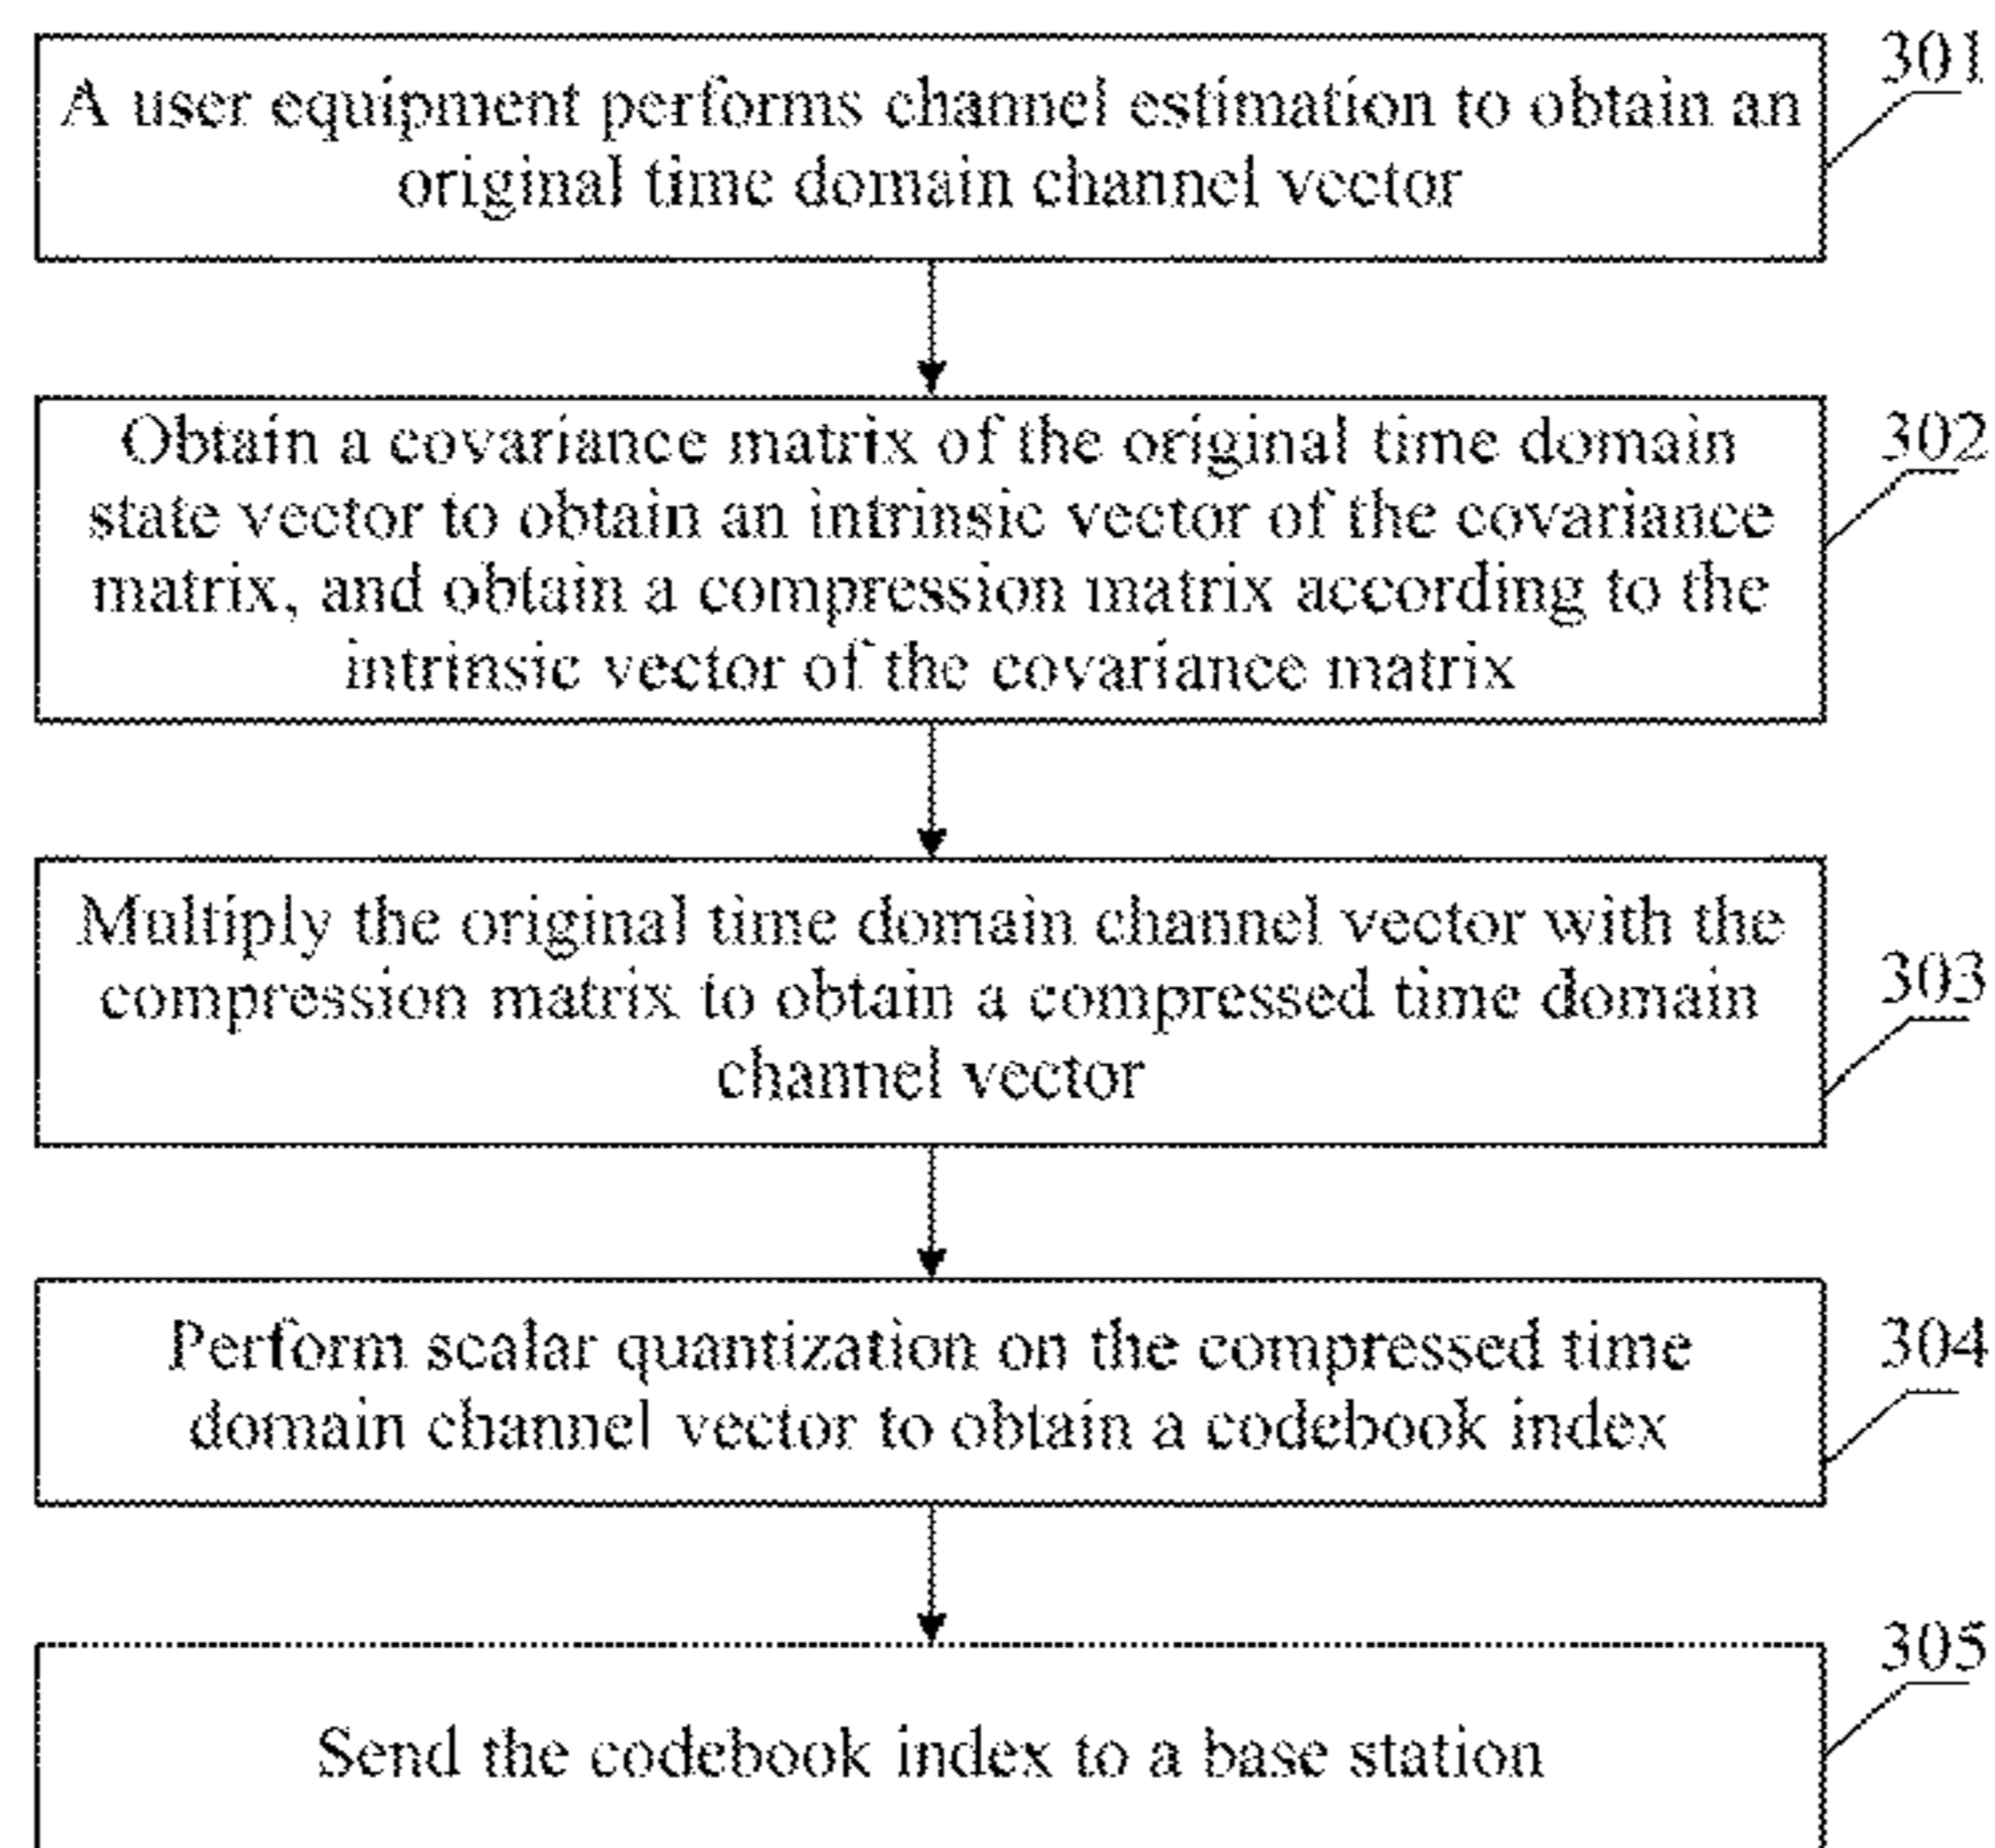 301
A user equipment performs channel estimation to obtain an
original time domain channel vector
302
Obtain a covariance matrix of the original time domain
state vector to obtain an intrinsic vector of the covariance
matrix, and obtain a compression matrix according to the
intrinsic vector of the covariance matrix
Multiply the original time domain channel vector with the
303
compression matrix to obtain a compressed time domain
channel vector
304
Perform scalar quantization on the compressed time
domain channel vector to obtain a codebook index
305
Send the codebook index to a base station